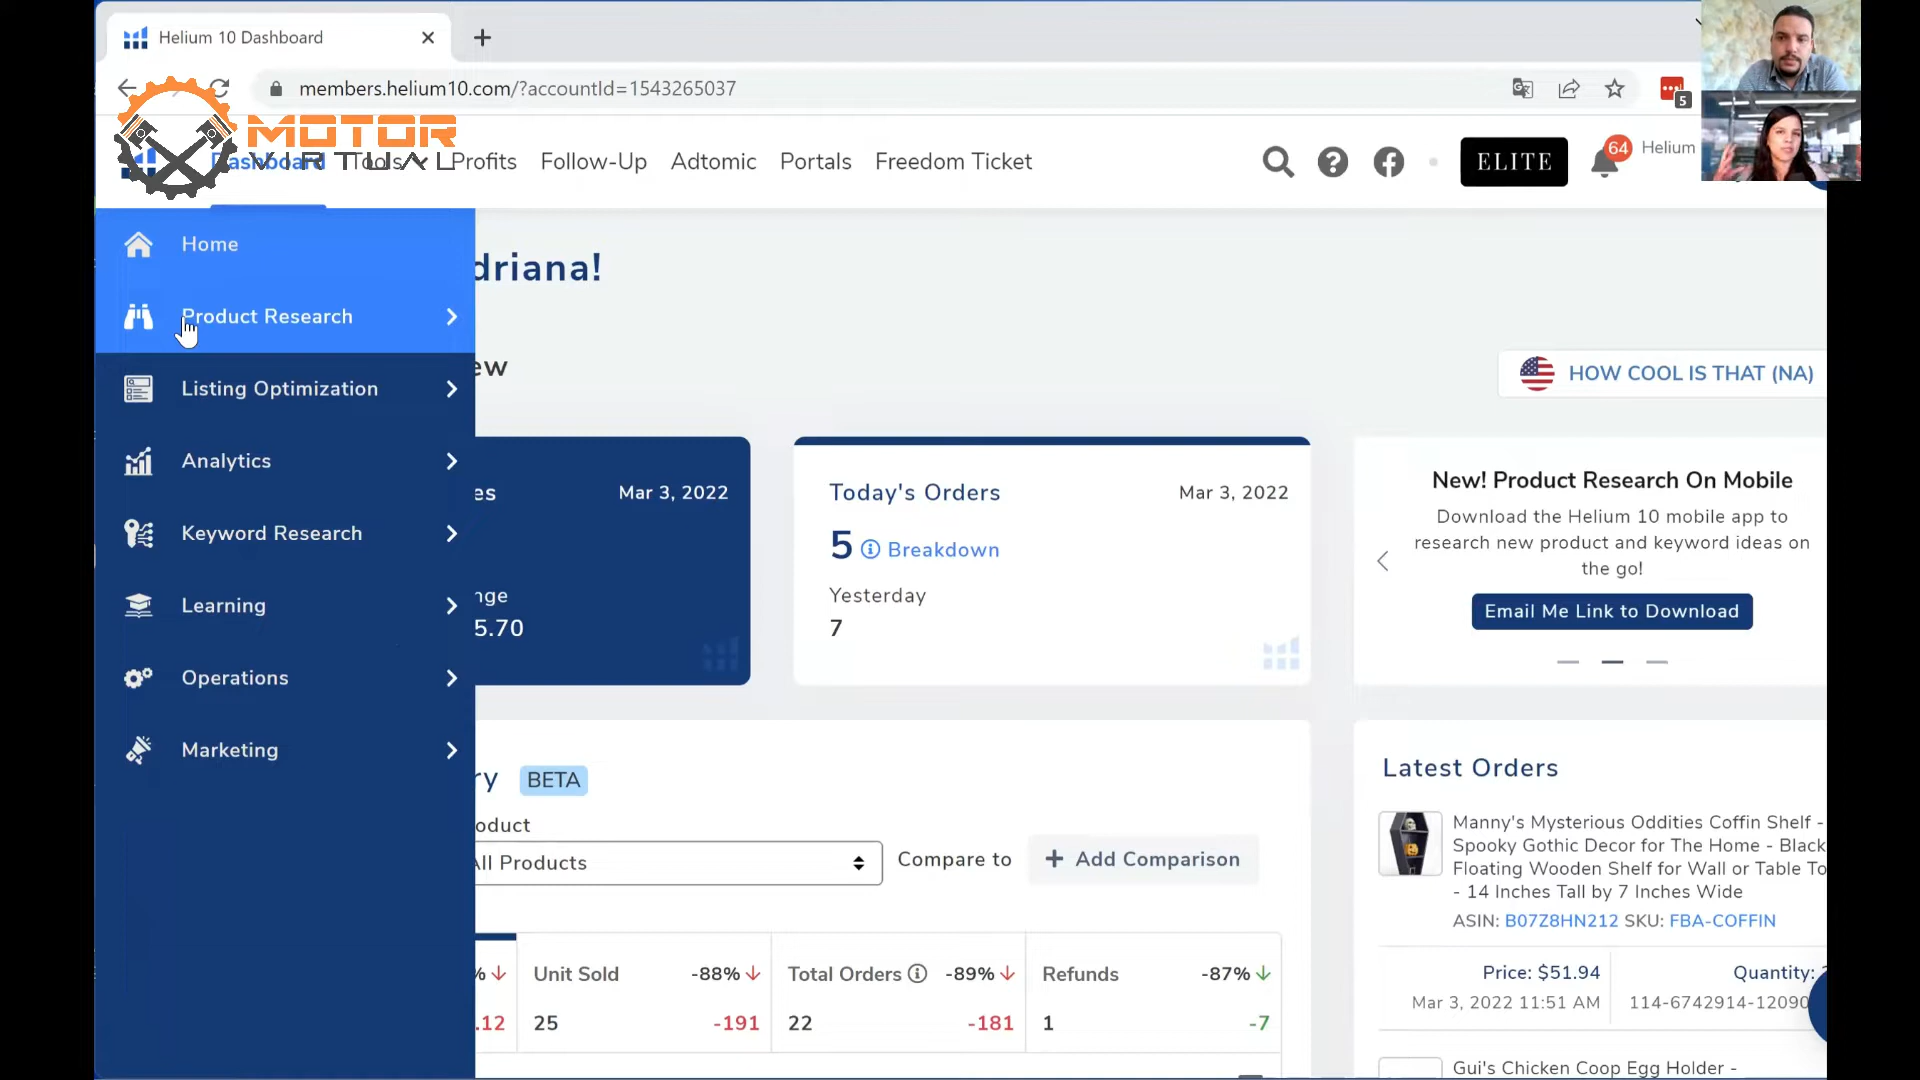 Helium 10 Dashboard
members.helium10.com/?accountId=1543265037
5
MOTOR
VIRTUAL
Dashboard Tools Profits Follow-Up Adtomic Portals Freedom Ticket
ELITE
64
Helium
Home
Product Research
Listing Optimization
Analytics
Keyword Research
Learning
Operations
Marketing
driana!
ew
HOW COOL IS THAT (NA)
es
Mar 3, 2022
nge
5.70
Today's Orders
Mar 3, 2022
5 Breakdown
Yesterday
7
New! Product Research On Mobile
Download the Helium 10 mobile app to
research new product and keyword ideas on
the go!
Email Me Link to Download
ry BETA
oduct
All Products
Compare to
+ Add Comparison
%
.12
Unit Sold -88%
25 -191
Total Orders -89%
22 -181
Refunds -87%
1 -7
Latest Orders
Manny's Mysterious Oddities Coffin Shelf -
Spooky Gothic Decor for The Home - Black
Floating Wooden Shelf for Wall or Table To
- 14 Inches Tall by 7 Inches Wide
ASIN: B07Z8HN212 SKU: FBA-COFFIN
Price: $51.94
Quantity:
Mar 3, 2022 11:51 AM
114-6742914-12090
Gui's Chicken Coop Egg Holder -